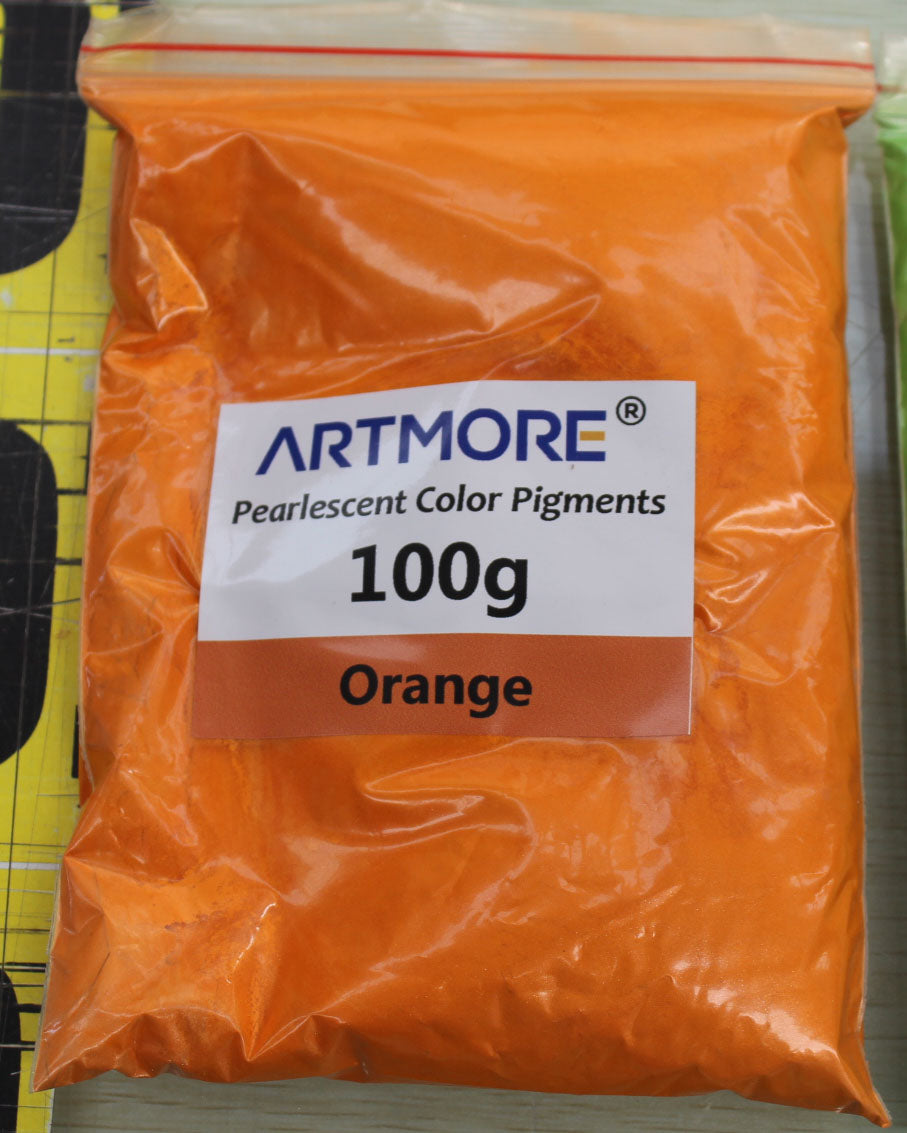 ARTMORE®
Pearlescent Color Pigments
100g
Orange